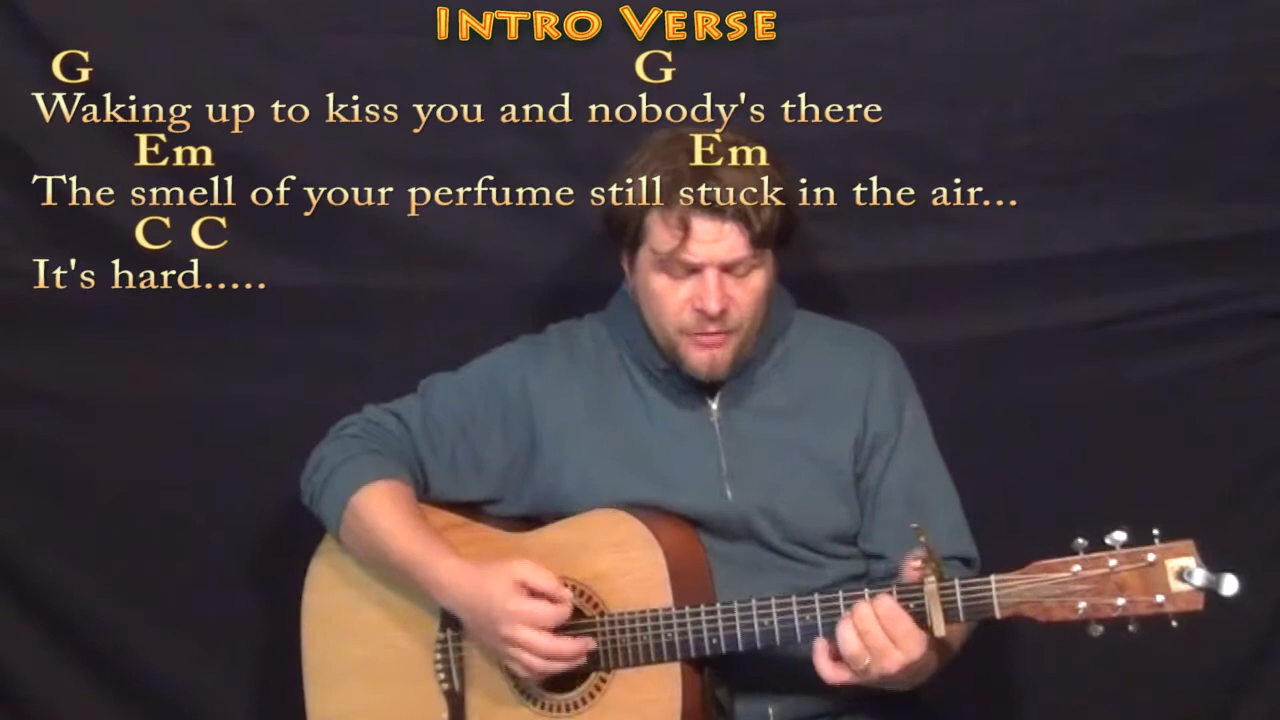 INTRO VERSE
G G
Waking up to kiss you and nobody's there
Em Em
The smell of your perfume still stuck in the air...
C C
It's hard.....